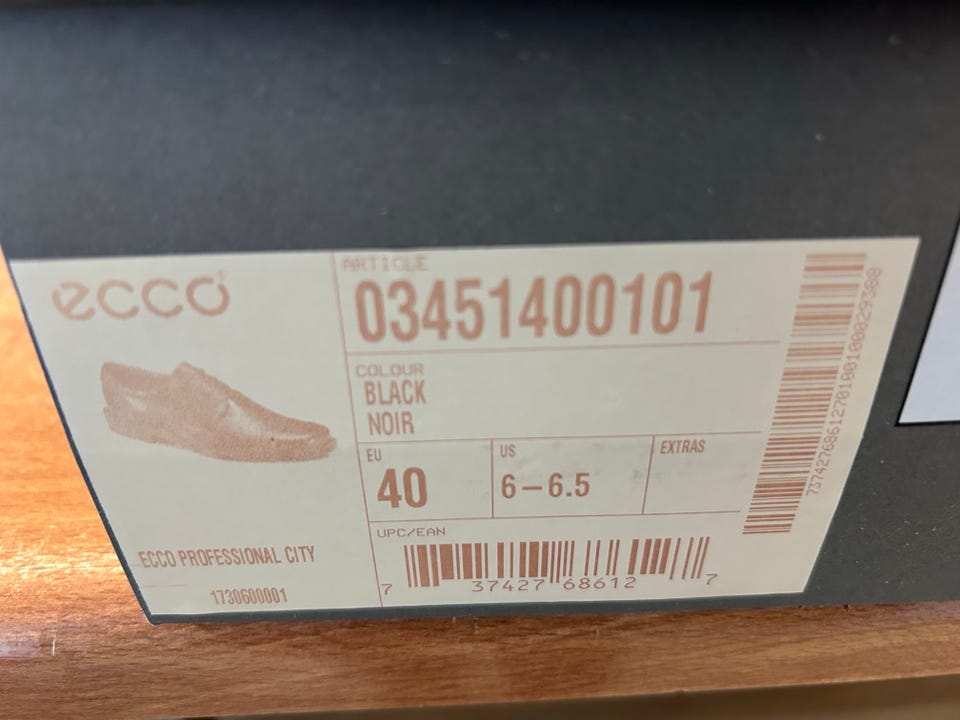 ecco
ARTICLE
03451400101
COLOUR
BLACK
NOIR
EU
40
US
6-6.5
EXTRAS
UPC/EAN
7 37427 68612 7
ECCO PROFESSIONAL CITY
1730600001